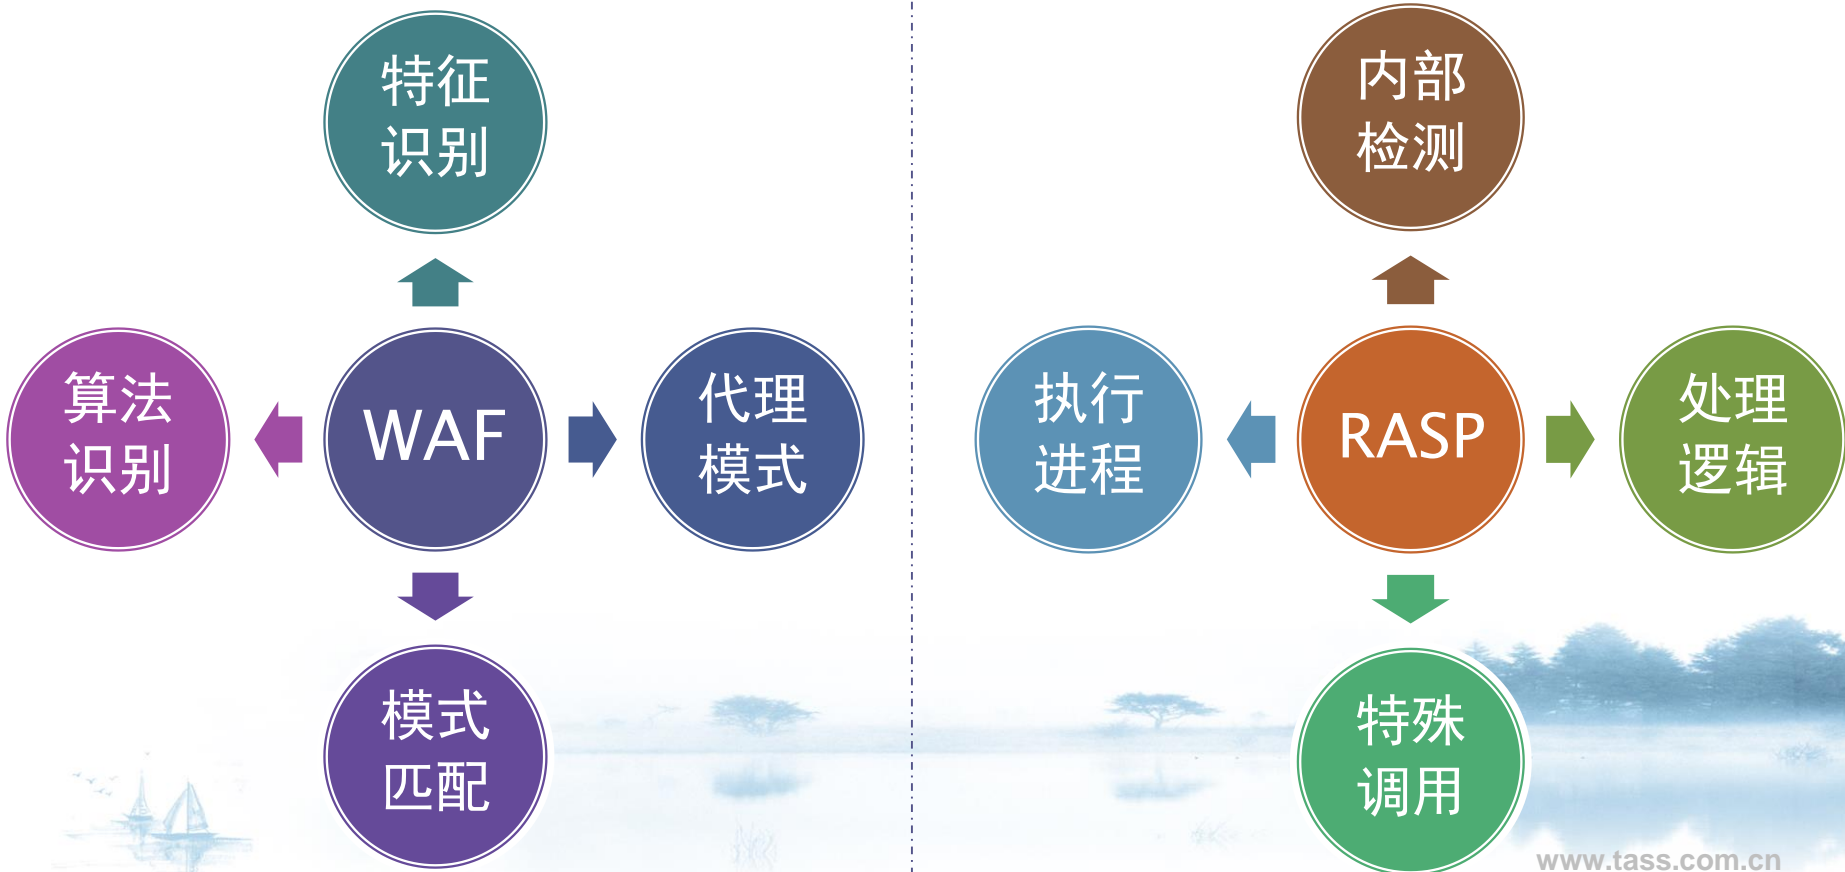 特征
识别
算法
识别
WAF
代理
模式
模式
匹配
内部
检测
执行
进程
RASP
处理
逻辑
特殊
调用
www.tass.com.cn